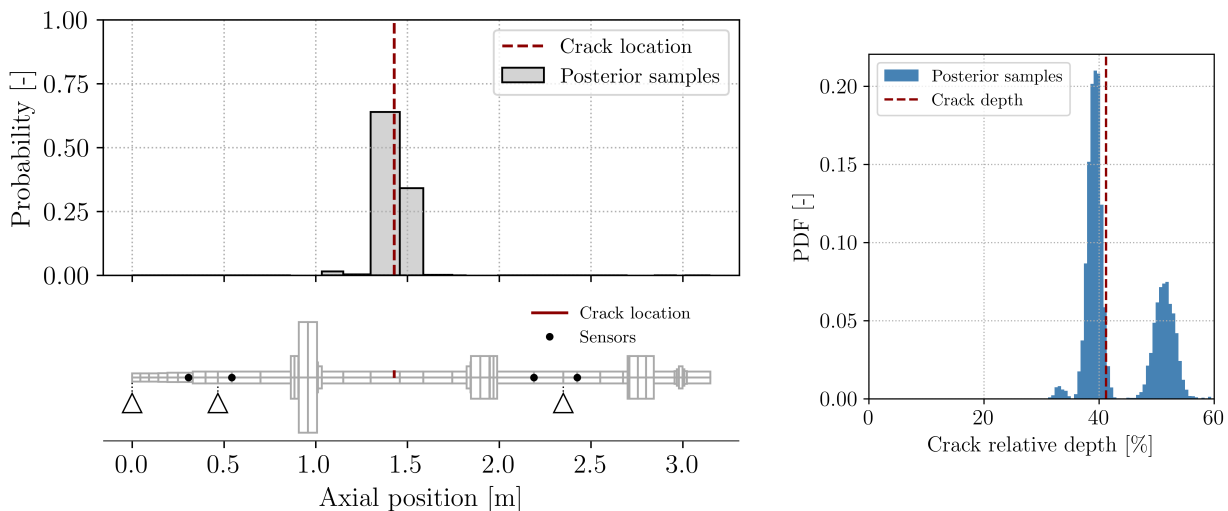 1.00
0.75
0.50
0.25
0.00
Probability [-]
Crack location
Posterior samples
Crack location
Sensors
0.0 0.5 1.0 1.5 2.0 2.5 3.0
Axial position [m]
0.20
0.15
0.10
0.05
0.00
PDF [-]
Posterior samples
Crack depth
0 20 40 60
Crack relative depth [%]